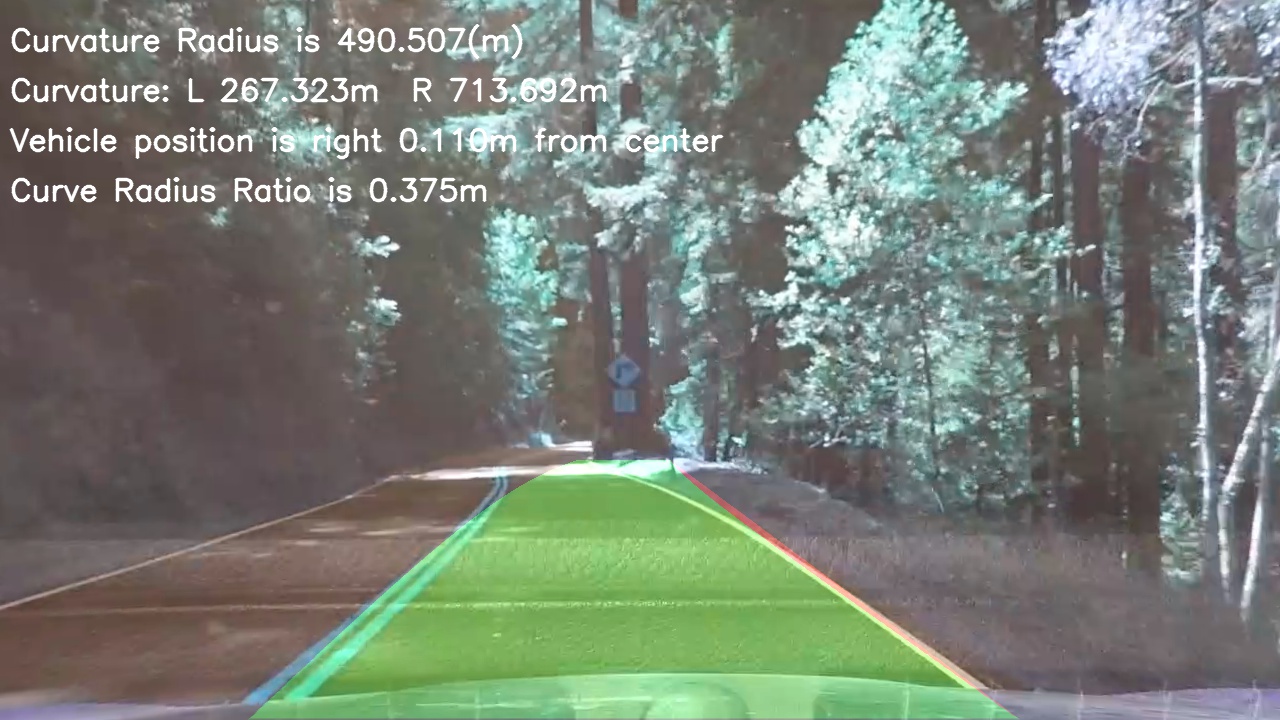 Curvature Radius is 490.507(m)
Curvature: L 267.323m R 713.692m
Vehicle position is right 0.110m from center
Curve Radius Ratio is 0.375m